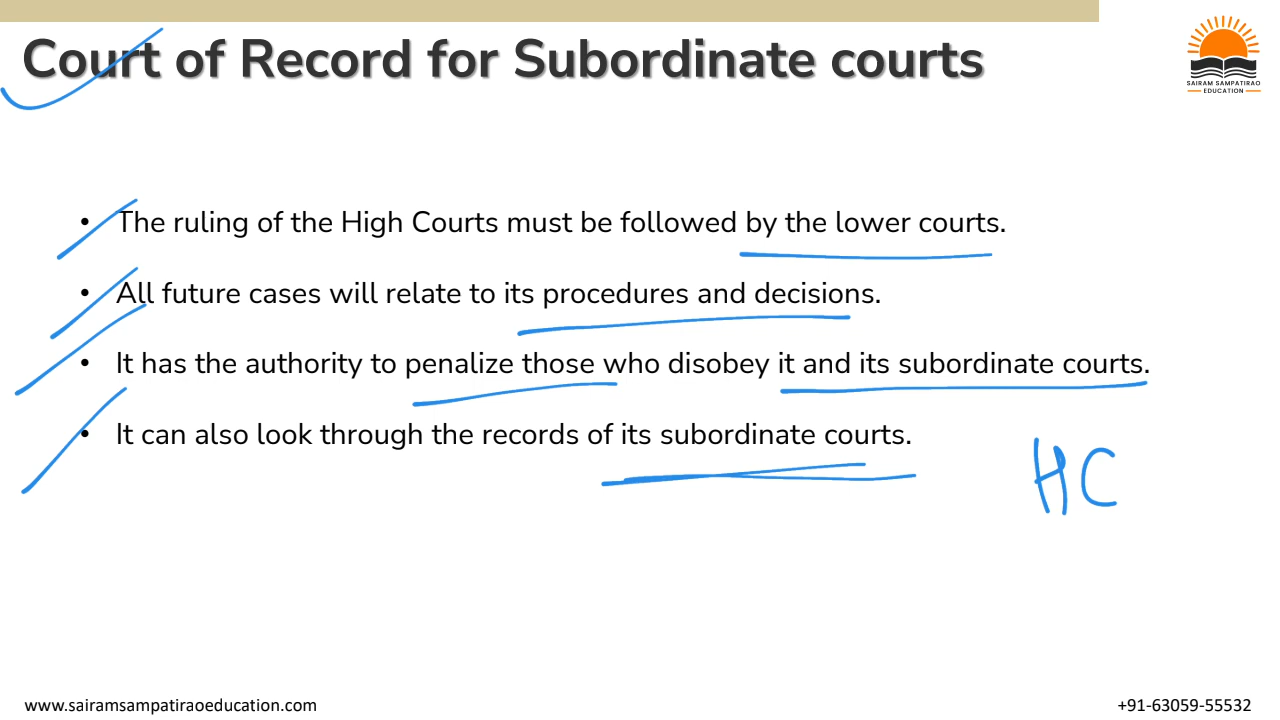 Court of Record for Subordinate courts
SAIRAM SAMPATIRAO
EDUCATION
• The ruling of the High Courts must be followed by the lower courts.
• All future cases will relate to its procedures and decisions.
• It has the authority to penalize those who disobey it and its subordinate courts.
• It can also look through the records of its subordinate courts.
HC
www.sairamsampatiraoeducation.com
+91-63059-55532